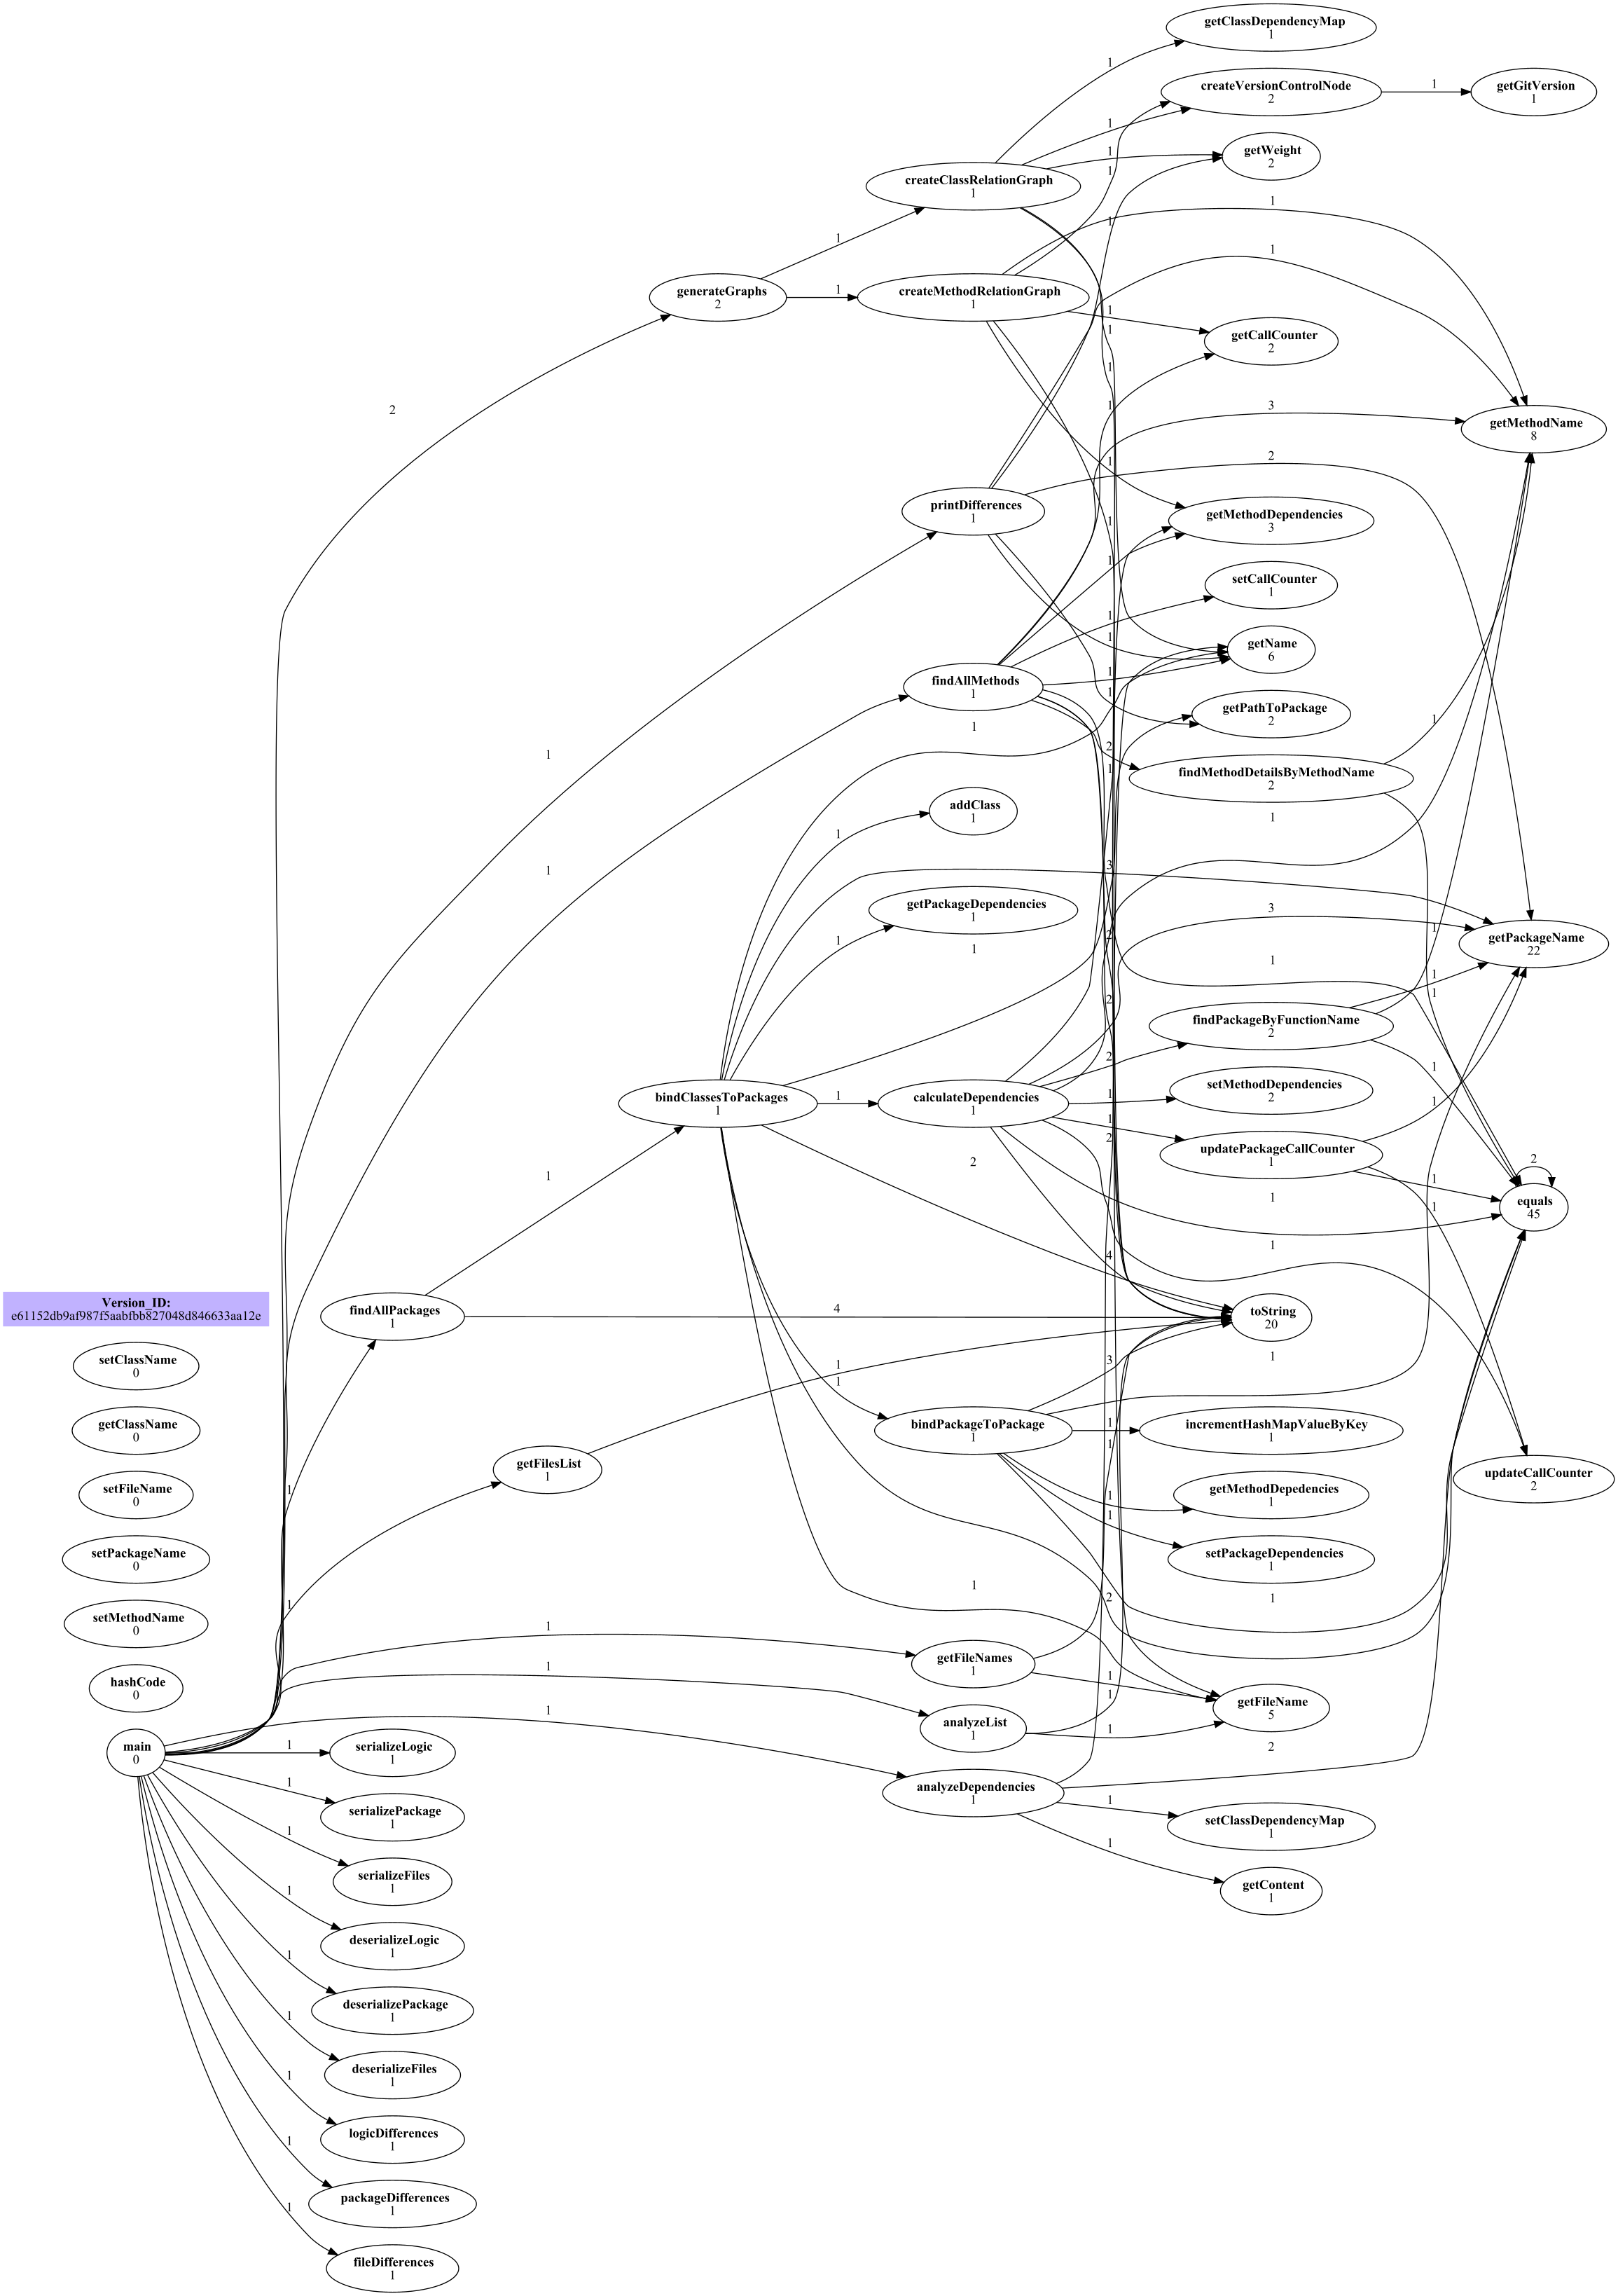 getClassDependencyMap
1
createVersionControlNode
2
getGitVersion
1
getWeight
2
createClassRelationGraph
1
generateGraphs
2
createMethodRelationGraph
1
getCallCounter
2
getMethodName
8
printDifferences
1
getMethodDependencies
3
setCallCounter
1
getName
6
findAllMethods
1
getPathToPackage
2
findMethodDetailsByMethodName
2
addClass
1
getPackageDependencies
1
getPackageName
22
findPackageByFunctionName
2
bindClassesToPackages
1
calculateDependencies
1
setMethodDependencies
2
updatePackageCallCounter
1
equals
45
Version_ID:
e61152db9af987f5aabfbb827048d846633aa12e
findAllPackages
1
toString
20
setClassName
0
getClassName
0
bindPackageToPackage
1
incrementHashMapValueByKey
1
getFilesList
1
updateCallCounter
2
setFileName
0
getMethodDepedencies
1
setPackageName
0
setPackageDependencies
1
setMethodName
0
getFileNames
1
hashCode
0
getFileName
5
analyzeList
1
main
0
serializeLogic
1
analyzeDependencies
1
serializePackage
1
setClassDependencyMap
1
serializeFiles
1
getContent
1
deserializeLogic
1
deserializePackage
1
deserializeFiles
1
logicDifferences
1
packageDifferences
1
fileDifferences
1